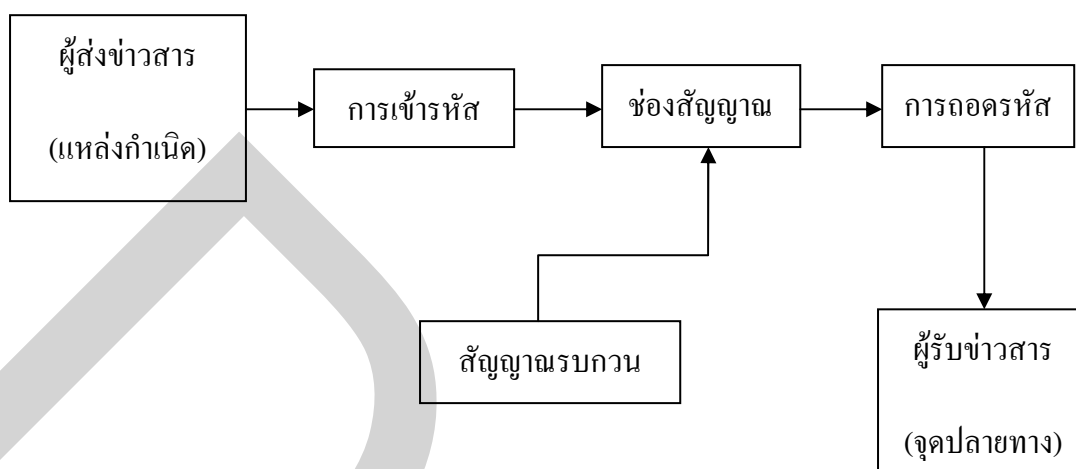 ผู้ส่งข่าวสาร
(แหล่งกำเนิด)
การเข้ารหัส
ช่องสัญญาณ
การถอดรหัส
สัญญาณรบกวน
ผู้รับข่าวสาร
(จุดปลายทาง)